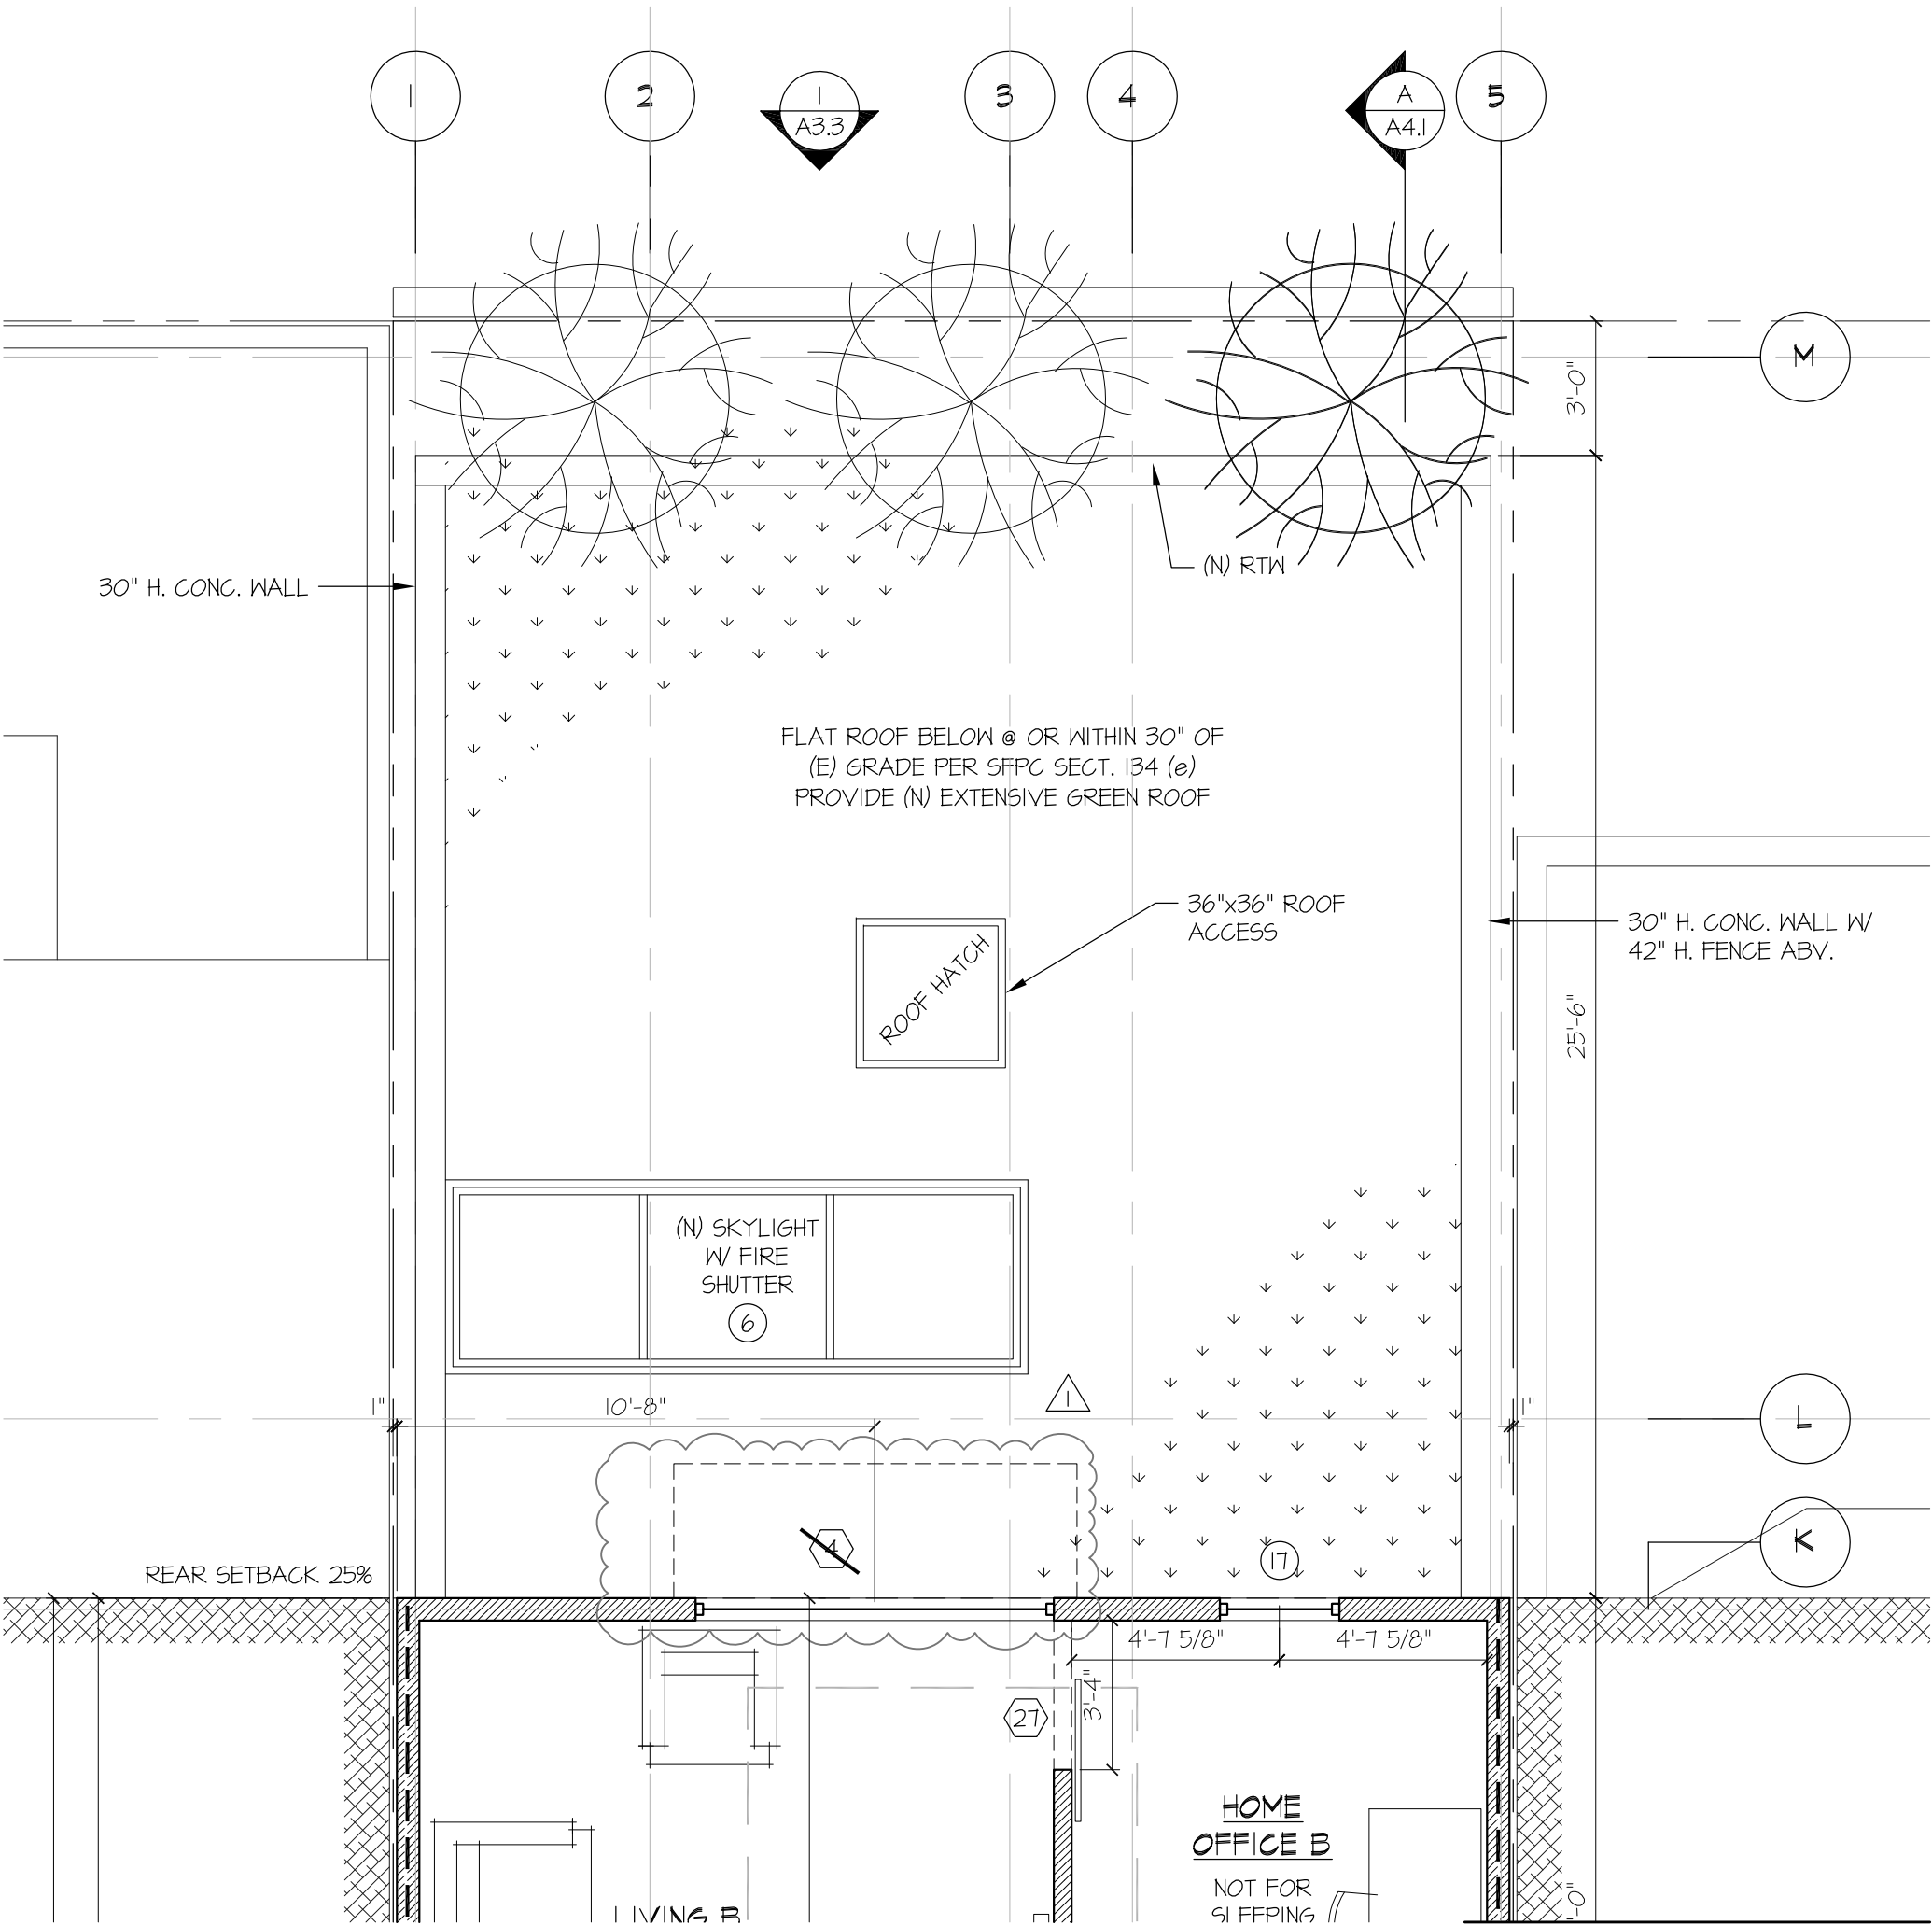 1
2
1
A3.3
3
4
A
A4.1
5
M
3'-0"
(N) RTW
30" H. CONC. WALL
FLAT ROOF BELOW @ OR WITHIN 30" OF
(E) GRADE PER SFPC SECT. 134 (e)
PROVIDE (N) EXTENSIVE GREEN ROOF
36"x36" ROOF
ACCESS
ROOF HATCH
30" H. CONC. WALL W/
42" H. FENCE ABV.
25'-6"
(N) SKYLIGHT
W/ FIRE
SHUTTER
6
1
1"
10'-8"
1"
L
4
17
K
REAR SETBACK 25%
4'-7 5/8"
4'-7 5/8"
3'-4"
27
HOME
OFFICE B
NOT FOR
SLEEPING
LIVING B
'-0"